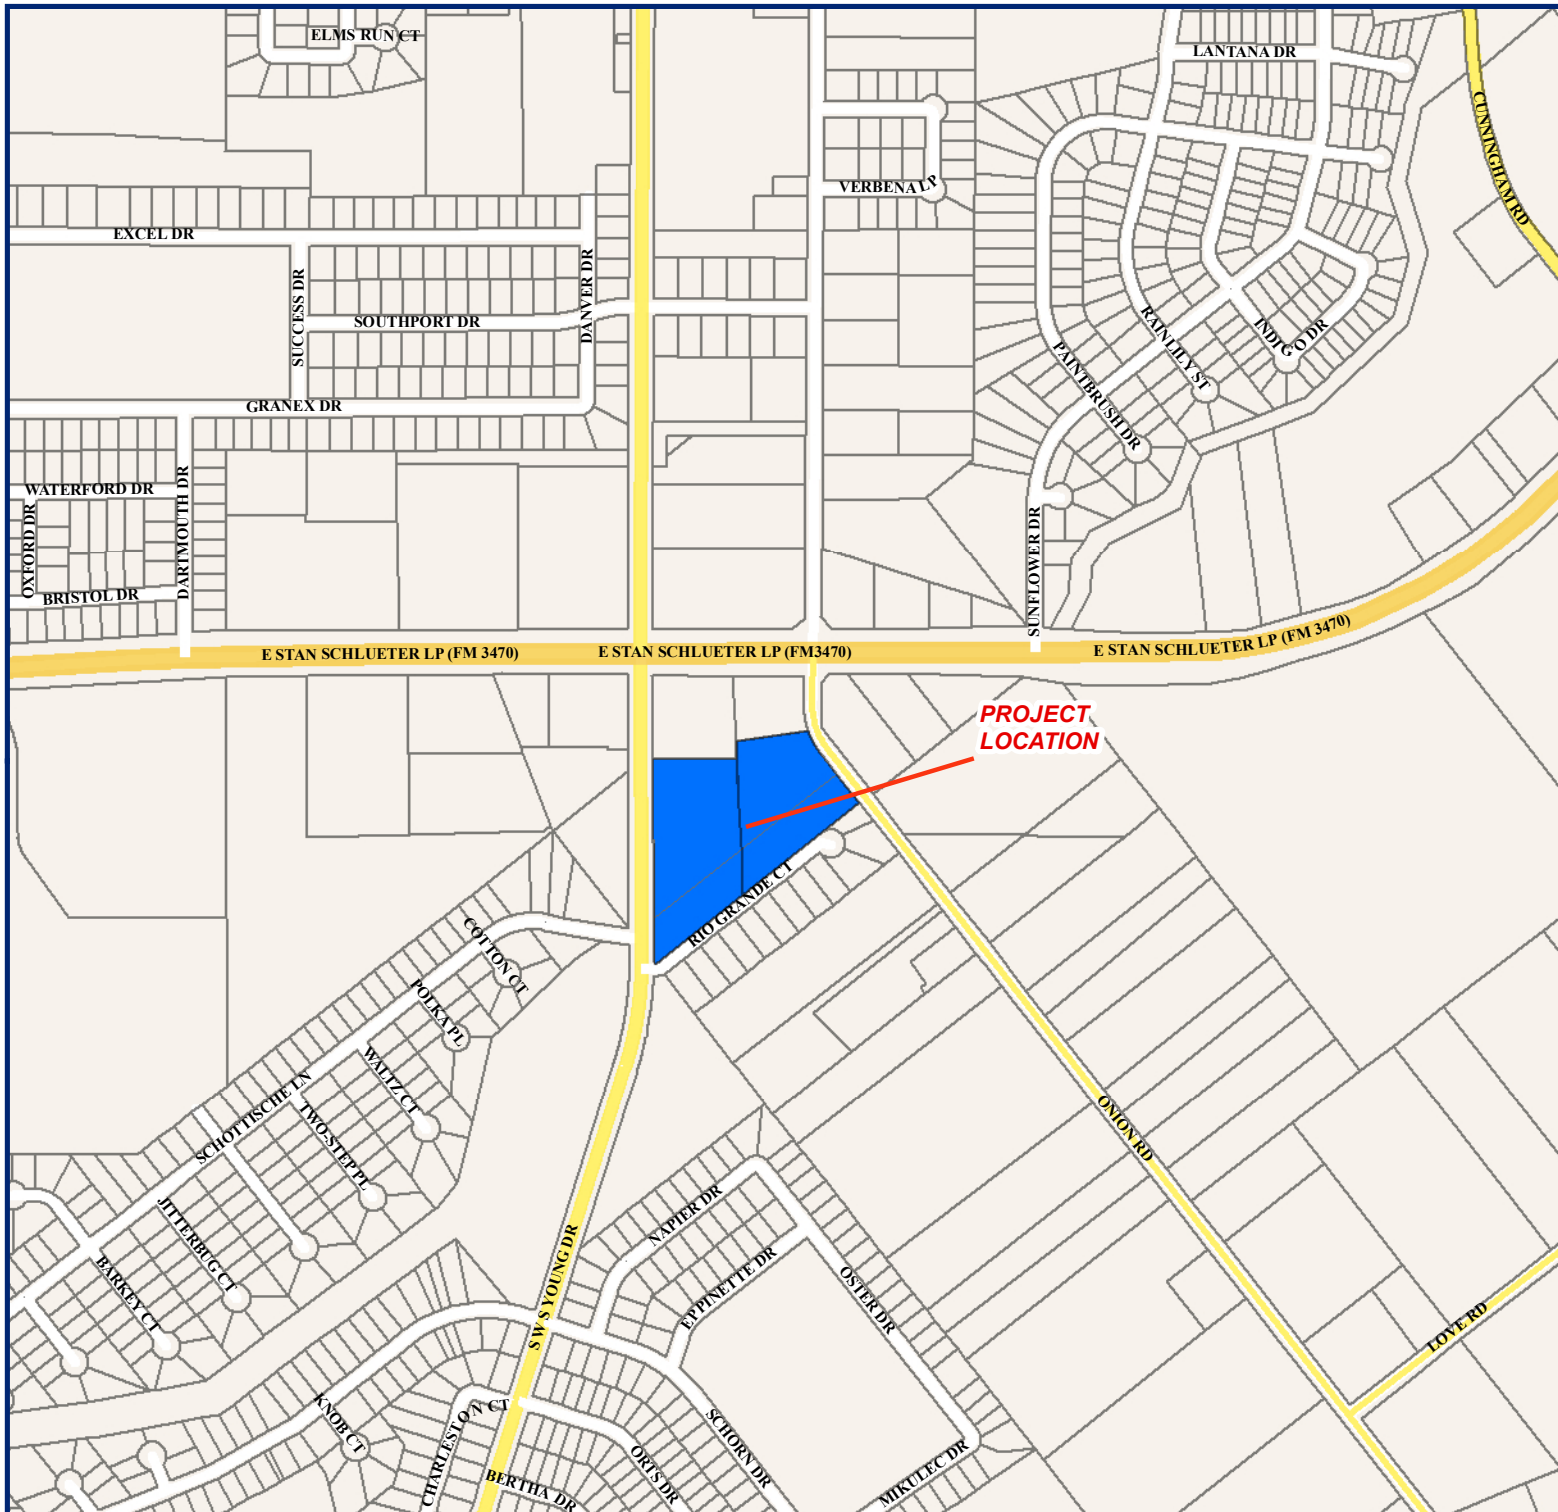 ELMS RUN CT
LANTANA DR
CUNNINGHAM RD
VERBENA LP
EXCEL DR
SUCCESS DR
DANVER DR
SOUTHPORT DR
RAINLILY ST
INDIGO DR
PAINTBRUSH DR
GRANEX DR
WATERFORD DR
DARTMOUTH DR
OXFORD DR
BRISTOL DR
SUNFLOWER DR
E STAN SCHLUETER LP (FM 3470)
E STAN SCHLUETER LP (FM3470)
E STAN SCHLUETER LP (FM 3470)
PROJECT
LOCATION
RIO GRANDE CT
COTTON CT
POLKA PL
WALTZ CT
SCHOTTISCHE LN
TWO-STEP PL
ONION RD
JITTERBUG CT
BARKEY CT
NAPIER DR
EPPINETTE DR
OSTER DR
S W S YOUNG DR
LOVE RD
KNOB CT
CHARLESTON CT
SCHORN DR
ORTS DR
BERTHA DR
MIKULEC DR